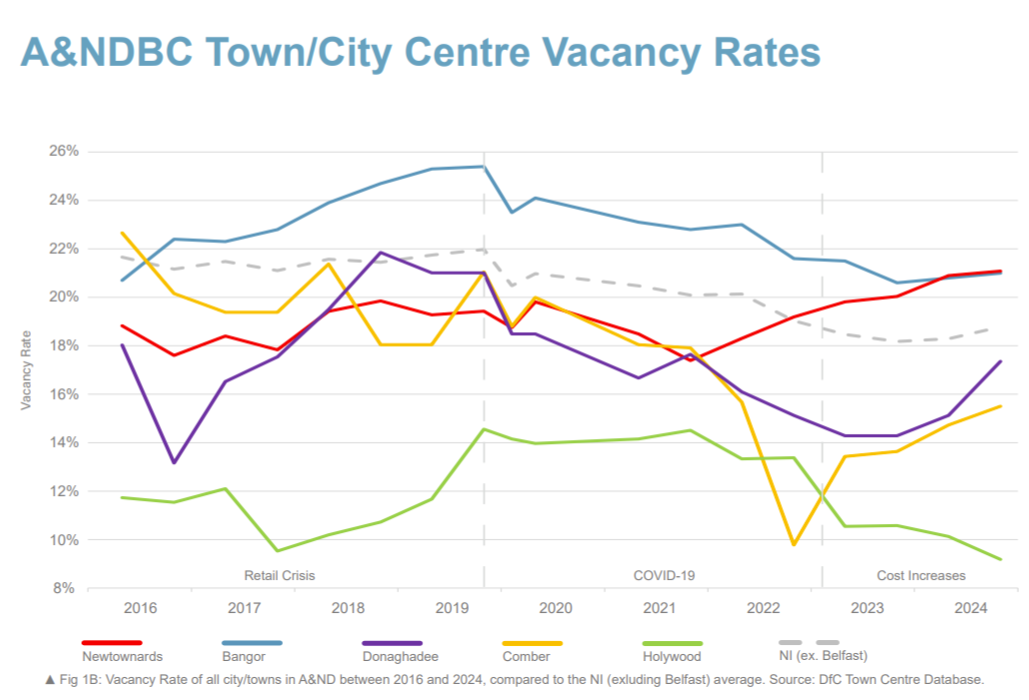 A&NDBC Town/City Centre Vacancy Rates
26%
24%
22%
20%
18%
16%
14%
12%
10%
8%
Vacancy Rate
Retail Crisis
COVID-19
Cost Increases
2016
2017
2018
2019
2020
2021
2022
2023
2024
Newtownards
Bangor
Donaghadee
Comber
Holywood
NI (ex. Belfast)
▲ Fig 1B: Vacancy Rate of all city/towns in A&ND between 2016 and 2024, compared to the NI (exluding Belfast) average. Source: DfC Town Centre Database.